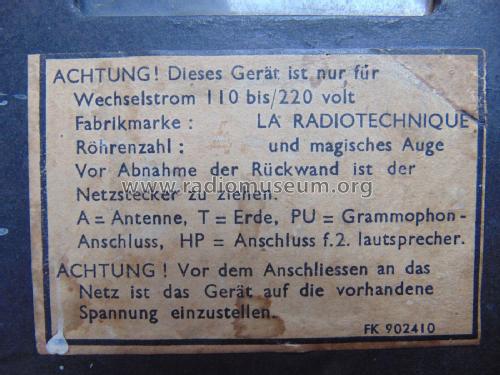 ACHTUNG! Dieses Gerät ist nur für
Wechselstrom 110 bis/220 volt
Fabrikmarke : LA RADIOTECHNIQUE
Röhrenzahl : und magisches Auge
Vor Abnahme der Rückwand ist der
Netzstecker zu ziehen.
www.radiomuseum.org
A = Antenne, T = Erde, PU = Grammophon-
Anschluss, HP = Anschluss f.2. lautsprecher.
ACHTUNG ! Vor dem Anschliessen an das
Netz ist das Gerät auf die vorhandene
Spannung einzustellen.
FK 902410